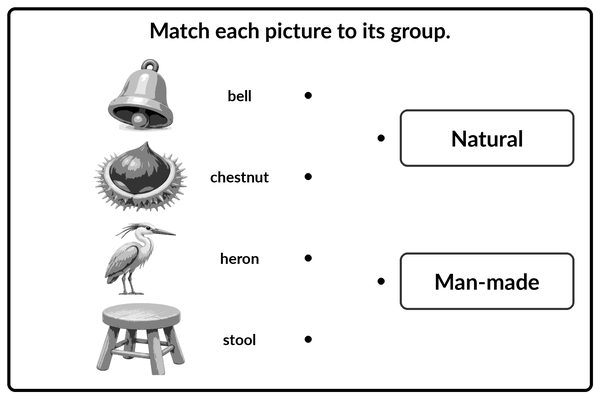 Match each picture to its group.
bell
Natural
chestnut
heron
Man-made
stool